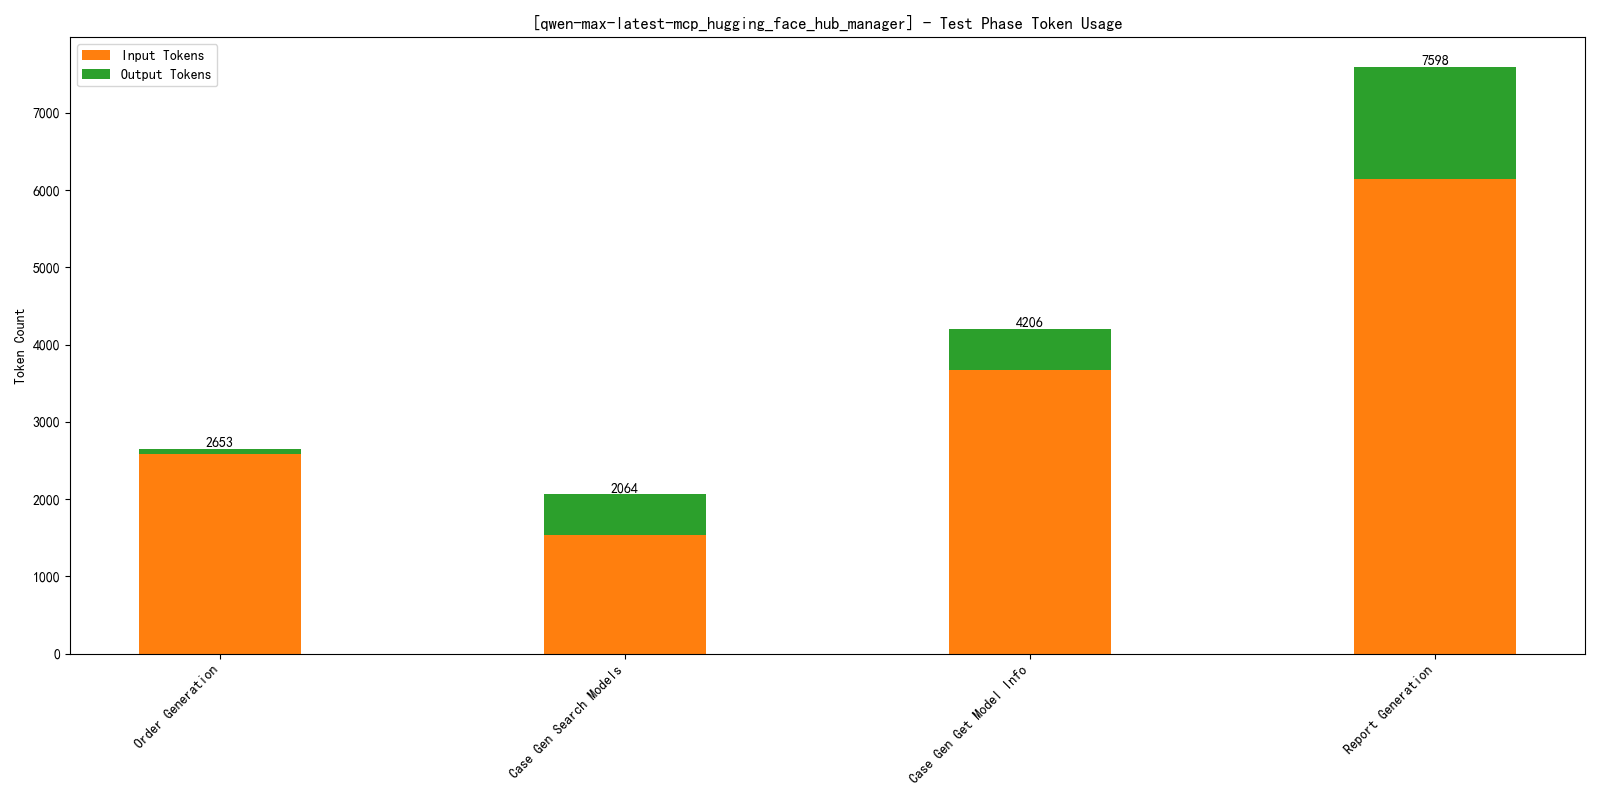 [qwen-max-latest-mcp_hugging_face_hub_manager] - Test Phase Token Usage
Input Tokens
Output Tokens
7598
7000
6000
5000
4206
4000
Token Count
3000
2653
2064
2000
1000
0
Order Generation
Case Gen Search Models
Case Gen Get Model Info
Report Generation